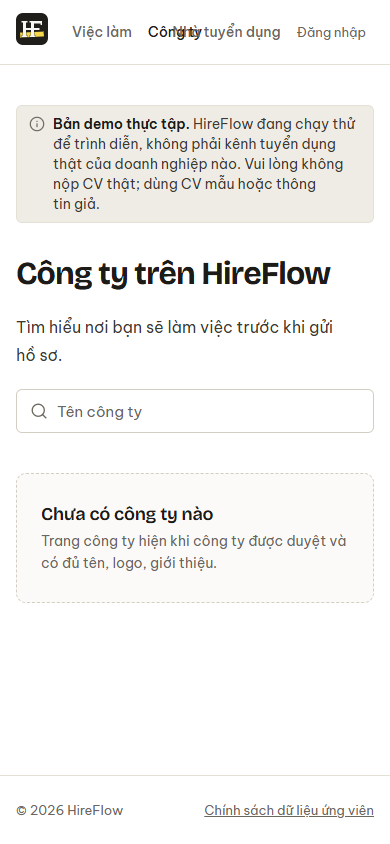 HF
Việc làm
Công ty
Nhà tuyển dụng
Đăng nhập
Bản demo thực tập. HireFlow đang chạy thử
để trình diễn, không phải kênh tuyển dụng
thật của doanh nghiệp nào. Vui lòng không
nộp CV thật; dùng CV mẫu hoặc thông
tin giả.
Công ty trên HireFlow
Tìm hiểu nơi bạn sẽ làm việc trước khi gửi
hồ sơ.
Tên công ty
Chưa có công ty nào
Trang công ty hiện khi công ty được duyệt và
có đủ tên, logo, giới thiệu.
© 2026 HireFlow
Chính sách dữ liệu ứng viên